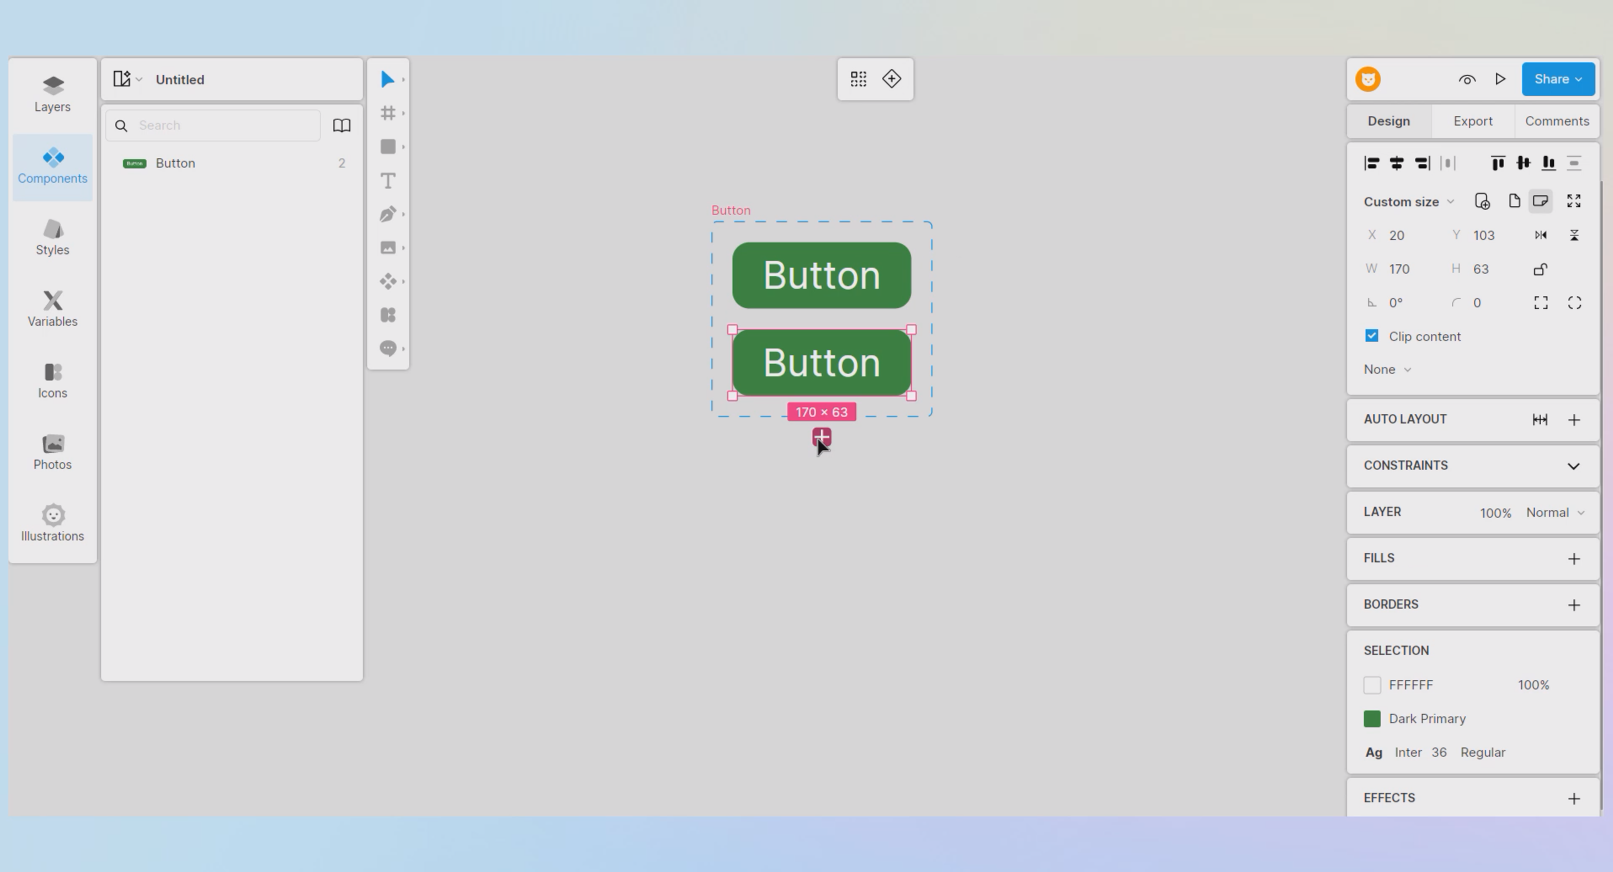 Layers
Components
Styles
Variables
Icons
Photos
Illustrations
Untitled
Search
Button 2
Button
Button
Button
170 × 63
Share
Design Export Comments
Custom size
X 20 Y 103
W 170 H 63
0° 0
Clip content
None
AUTO LAYOUT
CONSTRAINTS
LAYER 100% Normal
FILLS
BORDERS
SELECTION
FFFFFF 100%
Dark Primary
Ag Inter 36 Regular
EFFECTS